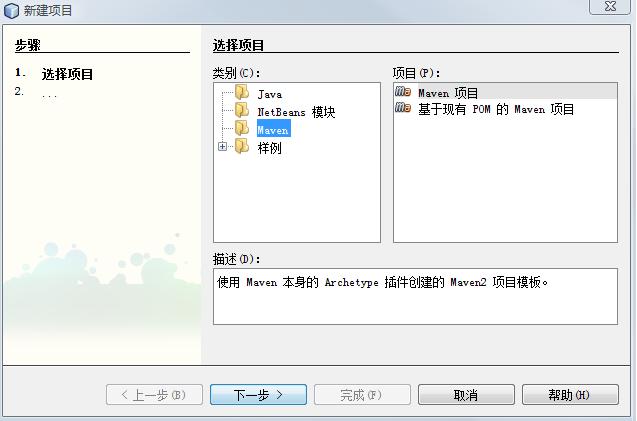 新建项目
步骤
1. 选择项目
2. ...
选择项目
类别(C):
Java
NetBeans 模块
Maven
样例
项目(P):
Maven 项目
基于现有 POM 的 Maven 项目
描述(D):
使用 Maven 本身的 Archetype 插件创建的 Maven2 项目模板。
< 上一步(B)
下一步 >
完成(F)
取消
帮助(H)